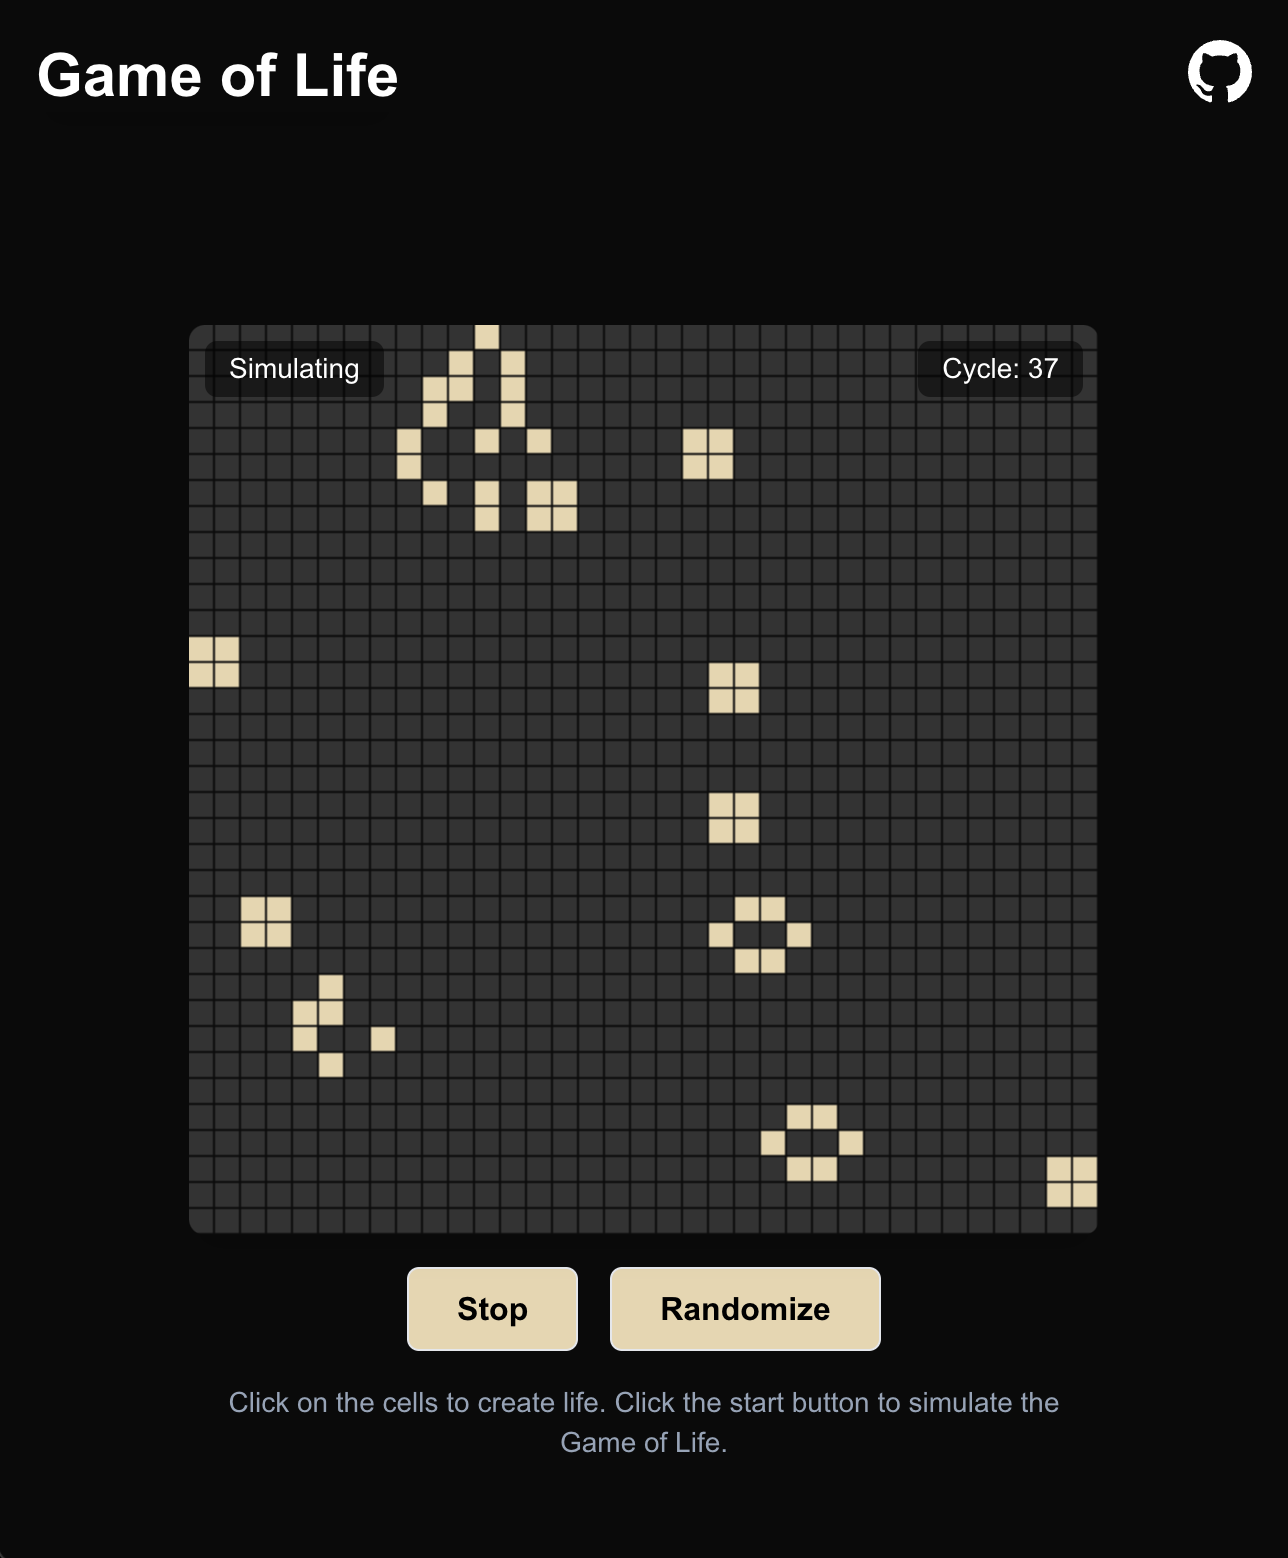 Game of Life
Simulating
Cycle: 37
Stop
Randomize
Click on the cells to create life. Click the start button to simulate the
Game of Life.